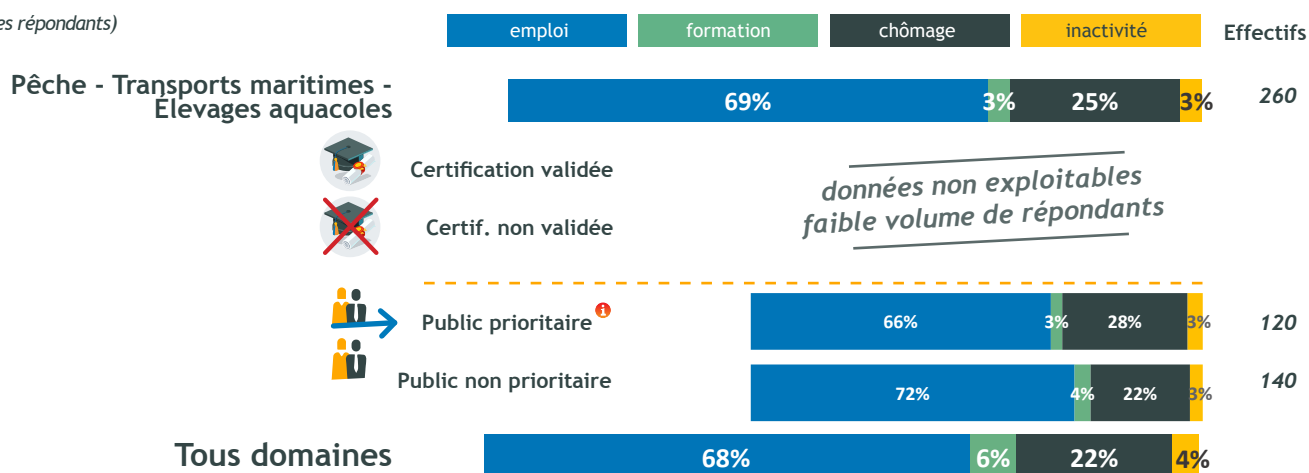 es répondants)
emploi formation chômage inactivité Effectifs
Pêche - Transports maritimes -
Élevages aquacoles
69% 3% 25% 3% 260
Certification validée
Certif. non validée
données non exploitables
faible volume de répondants
Public prioritaire i
66% 3% 28% 3% 120
Public non prioritaire
72% 4% 22% 3% 140
Tous domaines
68% 6% 22% 4%